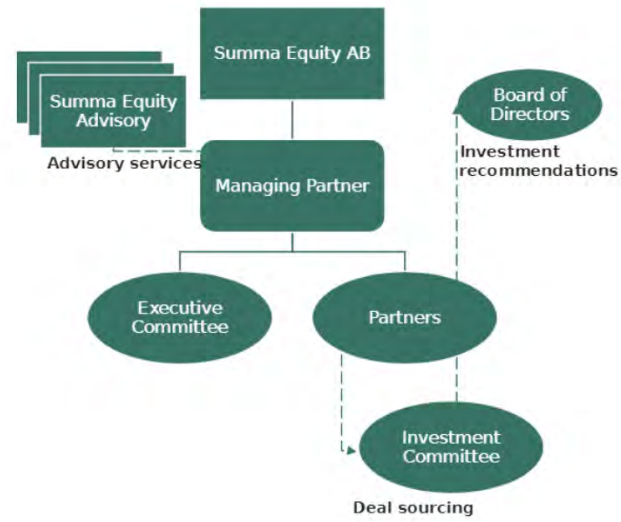 Summa Equity AB
Summa Equity
Advisory
Advisory services
Board of
Directors
Investment
recommendations
Managing Partner
Executive
Committee
Partners
Investment
Committee
Deal sourcing